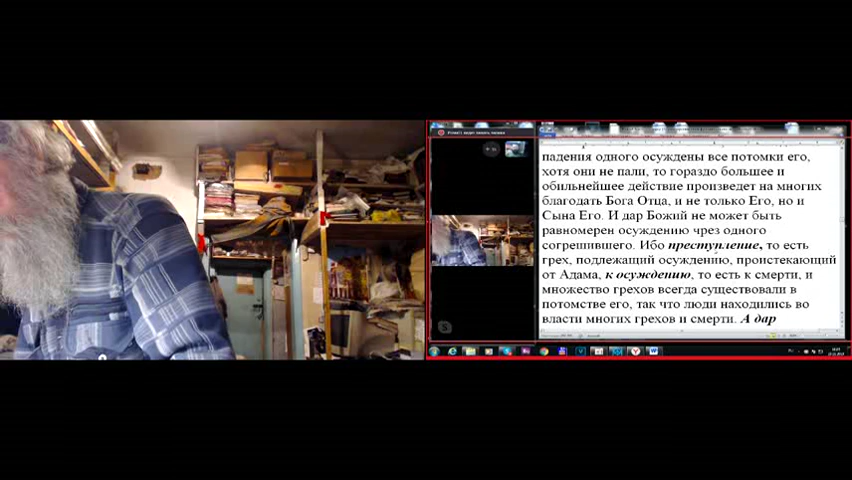 падения одного осуждены все потомки его,
хотя они не пали, то гораздо большее и
обильнейшее действие произведет на многих
благодать Бога Отца, и не только Его, но и
Сына Его. И дар Божий не может быть
равномерен осуждению чрез одного
согрешившего. Ибо преступление, то есть
грех, подлежащий осуждению, проистекающий
от Адама, к осуждению, то есть к смерти, и
множество грехов всегда существовали в
потомстве его, так что люди находились во
власти многих грехов и смерти. А дар